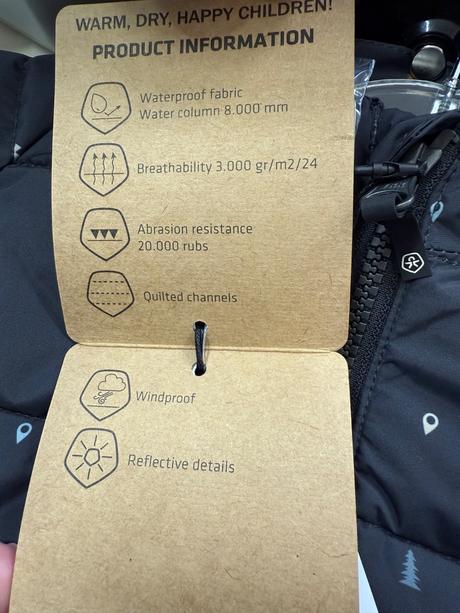 WARM, DRY, HAPPY CHILDREN!
PRODUCT INFORMATION
Waterproof fabric
Water column 8.000 mm
Breathability 3.000 gr/m2/24
Abrasion resistance
20.000 rubs
Quilted channels
Windproof
Reflective details